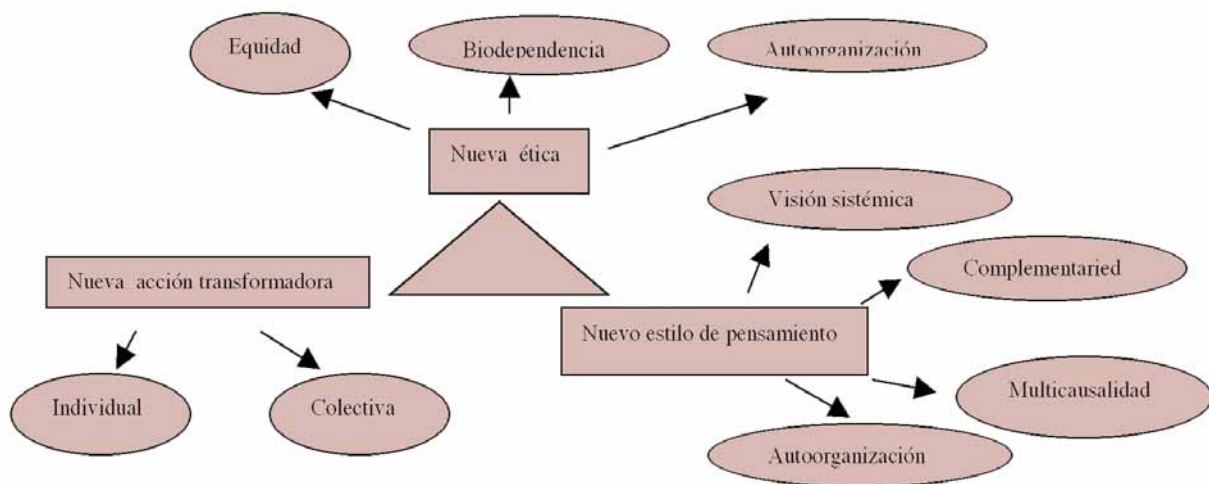 Equidad
Biodependencia
Autoorganización
Nueva ética
Visión sistémica
Nueva acción transformadora
Complementaried
Nuevo estilo de pensamiento
Individual
Colectiva
Multicausalidad
Autoorganización